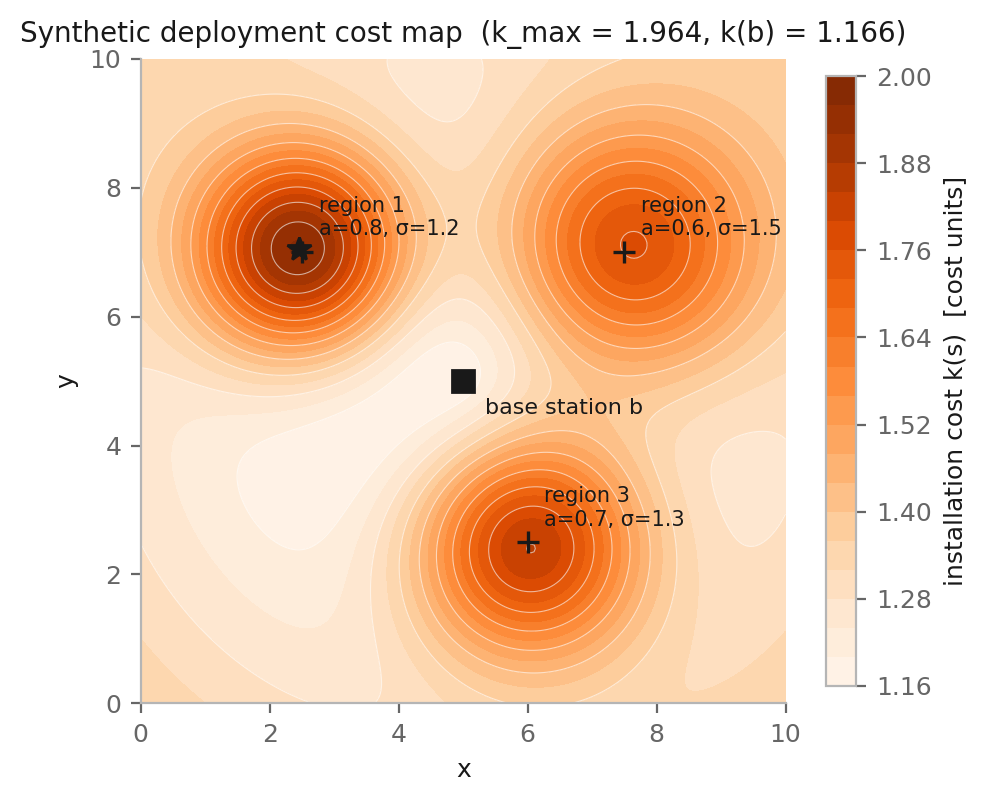 Synthetic deployment cost map  (k_max = 1.964, k(b) = 1.166)
10
8
6
4
2
0
y
region 1
a=0.8, σ=1.2
region 2
a=0.6, σ=1.5
base station b
region 3
a=0.7, σ=1.3
0
2
4
6
8
10
x
2.00
1.88
1.76
1.64
1.52
1.40
1.28
1.16
installation cost k(s)  [cost units]